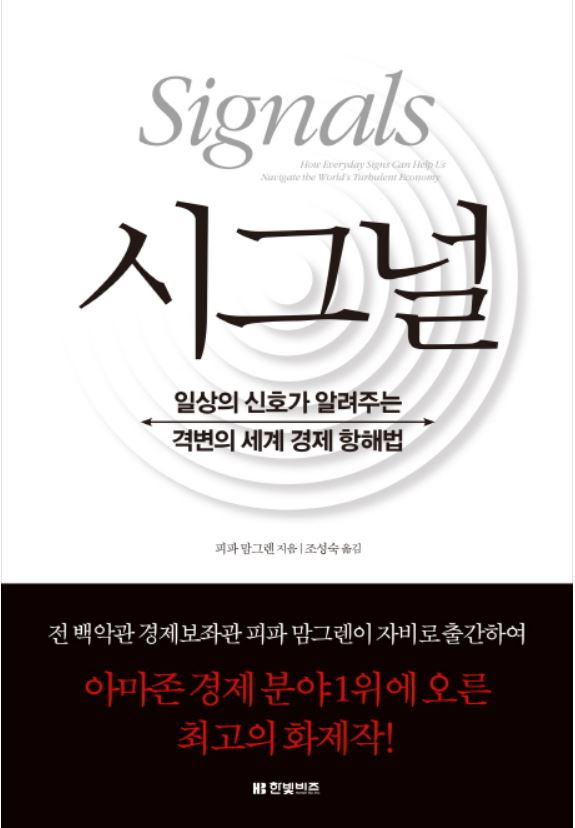 Signals
How Everyday Signs Can Help Us
Navigate the World's Turbulent Economy
시그널
일상의 신호가 알려주는
격변의 세계 경제 항해법
피파 맘그렌 지음 | 조성숙 옮김
전 백악관 경제보좌관 피파 맘그렌이 자비로 출간하여
아마존 경제 분야 1위에 오른
최고의 화제작!
HB 한빛비즈